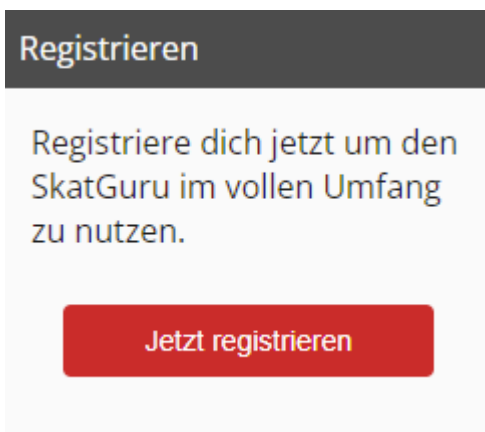 Registrieren
Registriere dich jetzt um den
SkatGuru im vollen Umfang
zu nutzen.
Jetzt registrieren